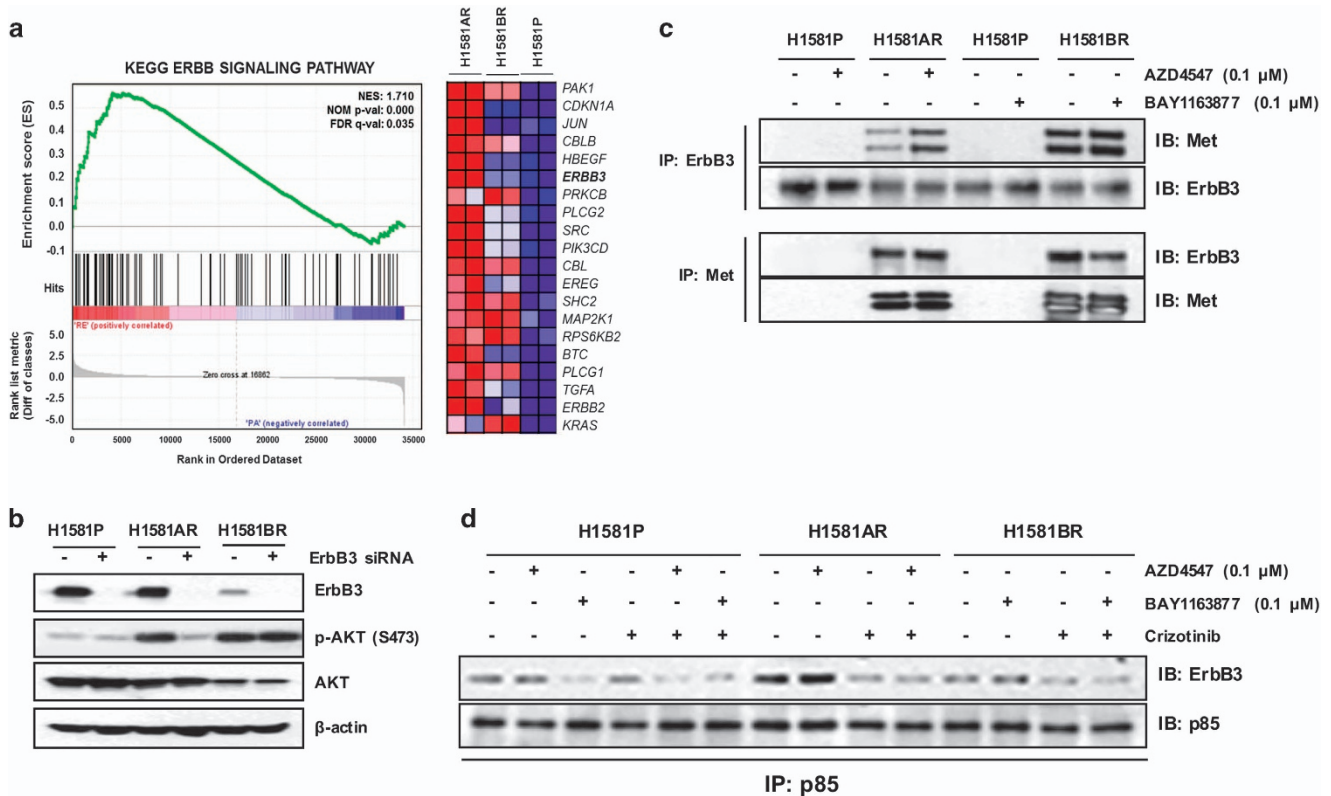 a
KEGG ERBB SIGNALING PATHWAY
NES: 1.710
NOM p-val: 0.000
FDR q-val: 0.035
Enrichment score (ES)
0.5
0.4
0.3
0.2
0.1
0.0
-0.1
Hits
'RE' (positively correlated)
Rank list metric
(Diff of classes)
5.0
2.5
0.0
-2.5
-5.0
Zero cross at 16862
'PA' (negatively correlated)
0 5000 10000 15000 20000 25000 30000 35000
Rank in Ordered Dataset
H1581AR H1581BR H1581P
PAK1
CDKN1A
JUN
CBLB
HBEGF
ERBB3
PRKCB
PLCG2
SRC
PIK3CD
CBL
EREG
SHC2
MAP2K1
RPS6KB2
BTC
PLCG1
TGFA
ERBB2
KRAS
b
H1581P H1581AR H1581BR
- + - + - + ErbB3 siRNA
ErbB3
p-AKT (S473)
AKT
β-actin
c
H1581P H1581AR H1581P H1581BR
- + - + - - - - AZD4547 (0.1 µM)
- - - - - + - + BAY1163877 (0.1 µM)
IP: ErbB3
IB: Met
IB: ErbB3
IP: Met
IB: ErbB3
IB: Met
d
H1581P H1581AR H1581BR
- + - - + - - + - + - - - - AZD4547 (0.1 µM)
- - + - - + - - - - - + - + BAY1163877 (0.1 µM)
- - - + + + - - + + - - + + Crizotinib
IB: ErbB3
IB: p85
IP: p85